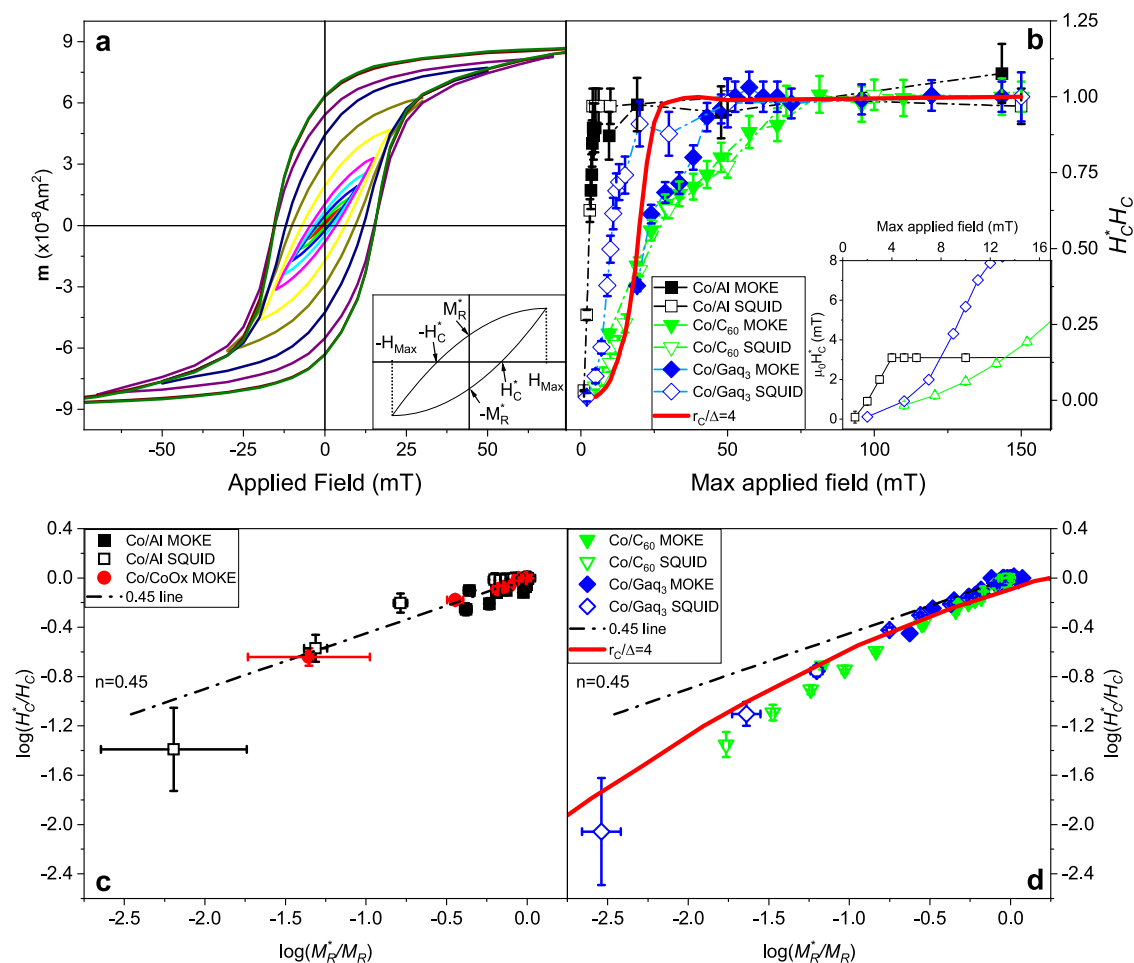 a
m (x10⁻⁸Am²)
9
6
3
0
-3
-6
-9
-50
-25
0
25
50
Applied Field (mT)
M*R
-H*C
-HMax
HMax
H*C
-M*R
b
0
25
50
75
100
125
150
Max applied field (mT)
1.25
1.00
0.75
0.50
0.25
0.00
H*C HC
Co/Al MOKE
Co/Al SQUID
Co/C₆₀ MOKE
Co/C₆₀ SQUID
Co/Gaq₃ MOKE
Co/Gaq₃ SQUID
rC/Δ=4
Max applied field (mT)
0
4
8
12
16
8
6
4
2
0
μ₀H*C (mT)
Co/Al MOKE
Co/Al SQUID
Co/CoOx MOKE
0.45 line
n=0.45
c
0.4
0.0
-0.4
-0.8
-1.2
-1.6
-2.0
-2.4
log(H*C/HC)
-2.5
-2.0
-1.5
-1.0
-0.5
0.0
log(M*R/MR)
Co/C₆₀ MOKE
Co/C₆₀ SQUID
Co/Gaq₃ MOKE
Co/Gaq₃ SQUID
0.45 line
rC/Δ=4
n=0.45
d
0.4
0.0
-0.4
-0.8
-1.2
-1.6
-2.0
-2.4
log(H*C/HC)
-2.5
-2.0
-1.5
-1.0
-0.5
0.0
log(M*R/MR)